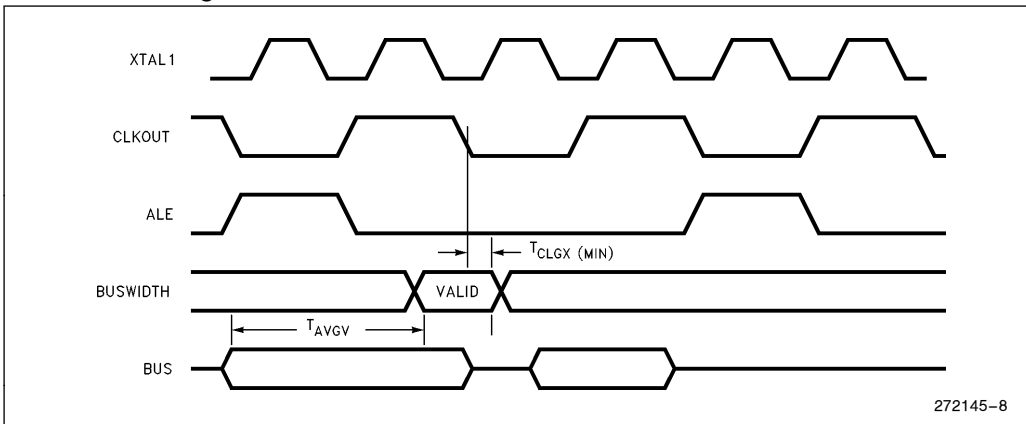 XTAL1
CLKOUT
ALE
TCLGX (MIN)
BUSWIDTH
VALID
TAVGV
BUS
272145–8